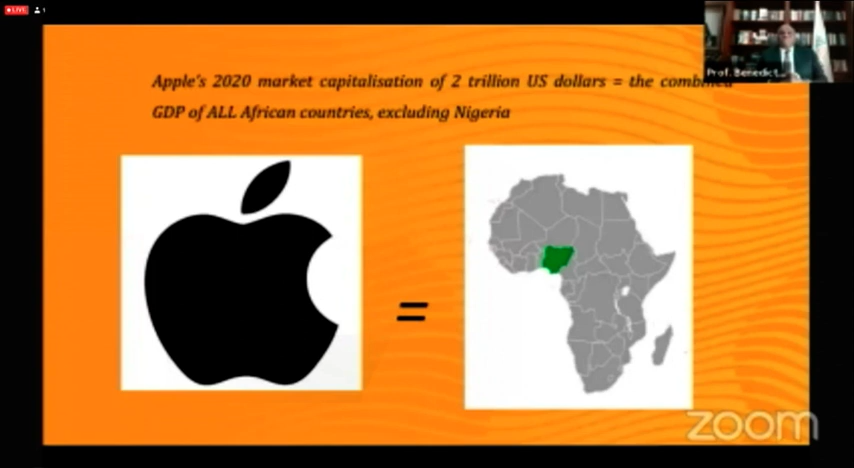 LIVE 1
Prof. Benedict...
Apple's 2020 market capitalisation of 2 trillion US dollars = the combined
GDP of ALL African countries, excluding Nigeria
=
zoom